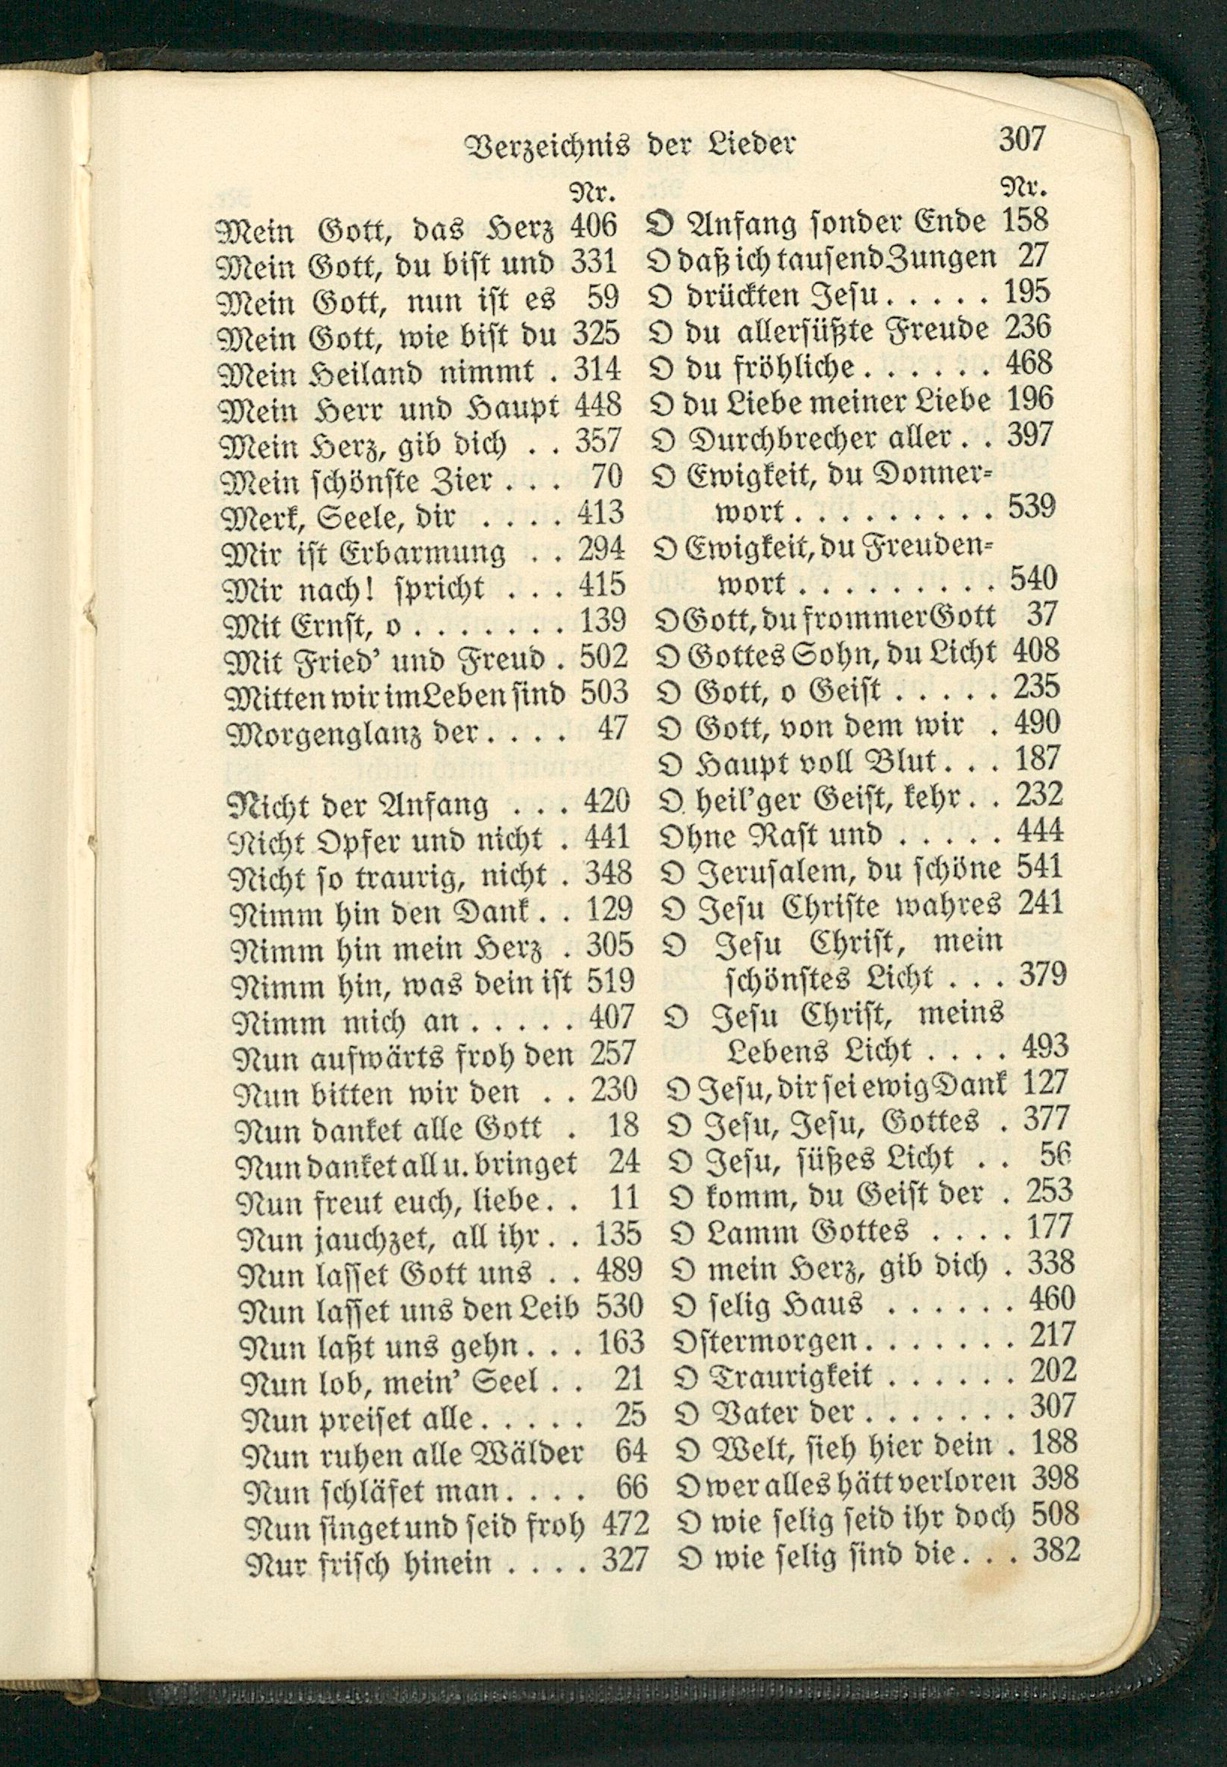 Verzeichnis der Lieder 307
Nr.
Mein Gott, das Herz 406
Mein Gott, du bist und 331
Mein Gott, nun ist es 59
Mein Gott, wie bist du 325
Mein Heiland nimmt . 314
Mein Herr und Haupt 448
Mein Herz, gib dich . . 357
Mein schönste Zier . . . 70
Merk, Seele, dir . . . . 413
Mir ist Erbarmung . . 294
Mir nach! spricht . . . 415
Mit Ernst, o . . . . . . . 139
Mit Fried' und Freud . 502
Mitten wir im Leben sind 503
Morgenglanz der . . . . 47
Nicht der Anfang . . . 420
Nicht Opfer und nicht . 441
Nicht so traurig, nicht . 348
Nimm hin den Dank . . 129
Nimm hin mein Herz . 305
Nimm hin, was dein ist 519
Nimm mich an . . . . . 407
Nun aufwärts froh den 257
Nun bitten wir den . . 230
Nun danket alle Gott . 18
Nun danket all u. bringet 24
Nun freut euch, liebe . . 11
Nun jauchzet, all ihr . . 135
Nun lasset Gott uns . . 489
Nun lasset uns den Leib 530
Nun laßt uns gehn . . . 163
Nun lob, mein' Seel . . 21
Nun preiset alle . . . . . 25
Nun ruhen alle Wälder 64
Nun schläfet man . . . . 66
Nun singet und seid froh 472
Nur frisch hinein . . . . 327
Nr.
O Anfang sonder Ende 158
O daß ich tausend Zungen 27
O drückten Jesu . . . . . 195
O du allersüßte Freude 236
O du fröhliche . . . . . . 468
O du Liebe meiner Liebe 196
O Durchbrecher aller . . 397
O Ewigkeit, du Donner-
wort . . . . . . . . . 539
O Ewigkeit, du Freuden-
wort . . . . . . . . . 540
O Gott, du frommer Gott 37
O Gottes Sohn, du Licht 408
O Gott, o Geist . . . . . 235
O Gott, von dem wir . 490
O Haupt voll Blut . . . 187
O heil'ger Geist, kehr . . 232
Ohne Rast und . . . . . 444
O Jerusalem, du schöne 541
O Jesu Christe wahres 241
O Jesu Christ, mein
schönstes Licht . . . 379
O Jesu Christ, meins
Lebens Licht . . . . 493
O Jesu, dir sei ewig Dank 127
O Jesu, Jesu, Gottes . 377
O Jesu, süßes Licht . . 56
O komm, du Geist der . 253
O Lamm Gottes . . . . 177
O mein Herz, gib dich . 338
O selig Haus . . . . . . 460
Ostermorgen . . . . . . . 217
O Traurigkeit . . . . . . 202
O Vater der . . . . . . . 307
O Welt, sieh hier dein . 188
O wer alles hätt verloren 398
O wie selig seid ihr doch 508
O wie selig sind die . . . 382